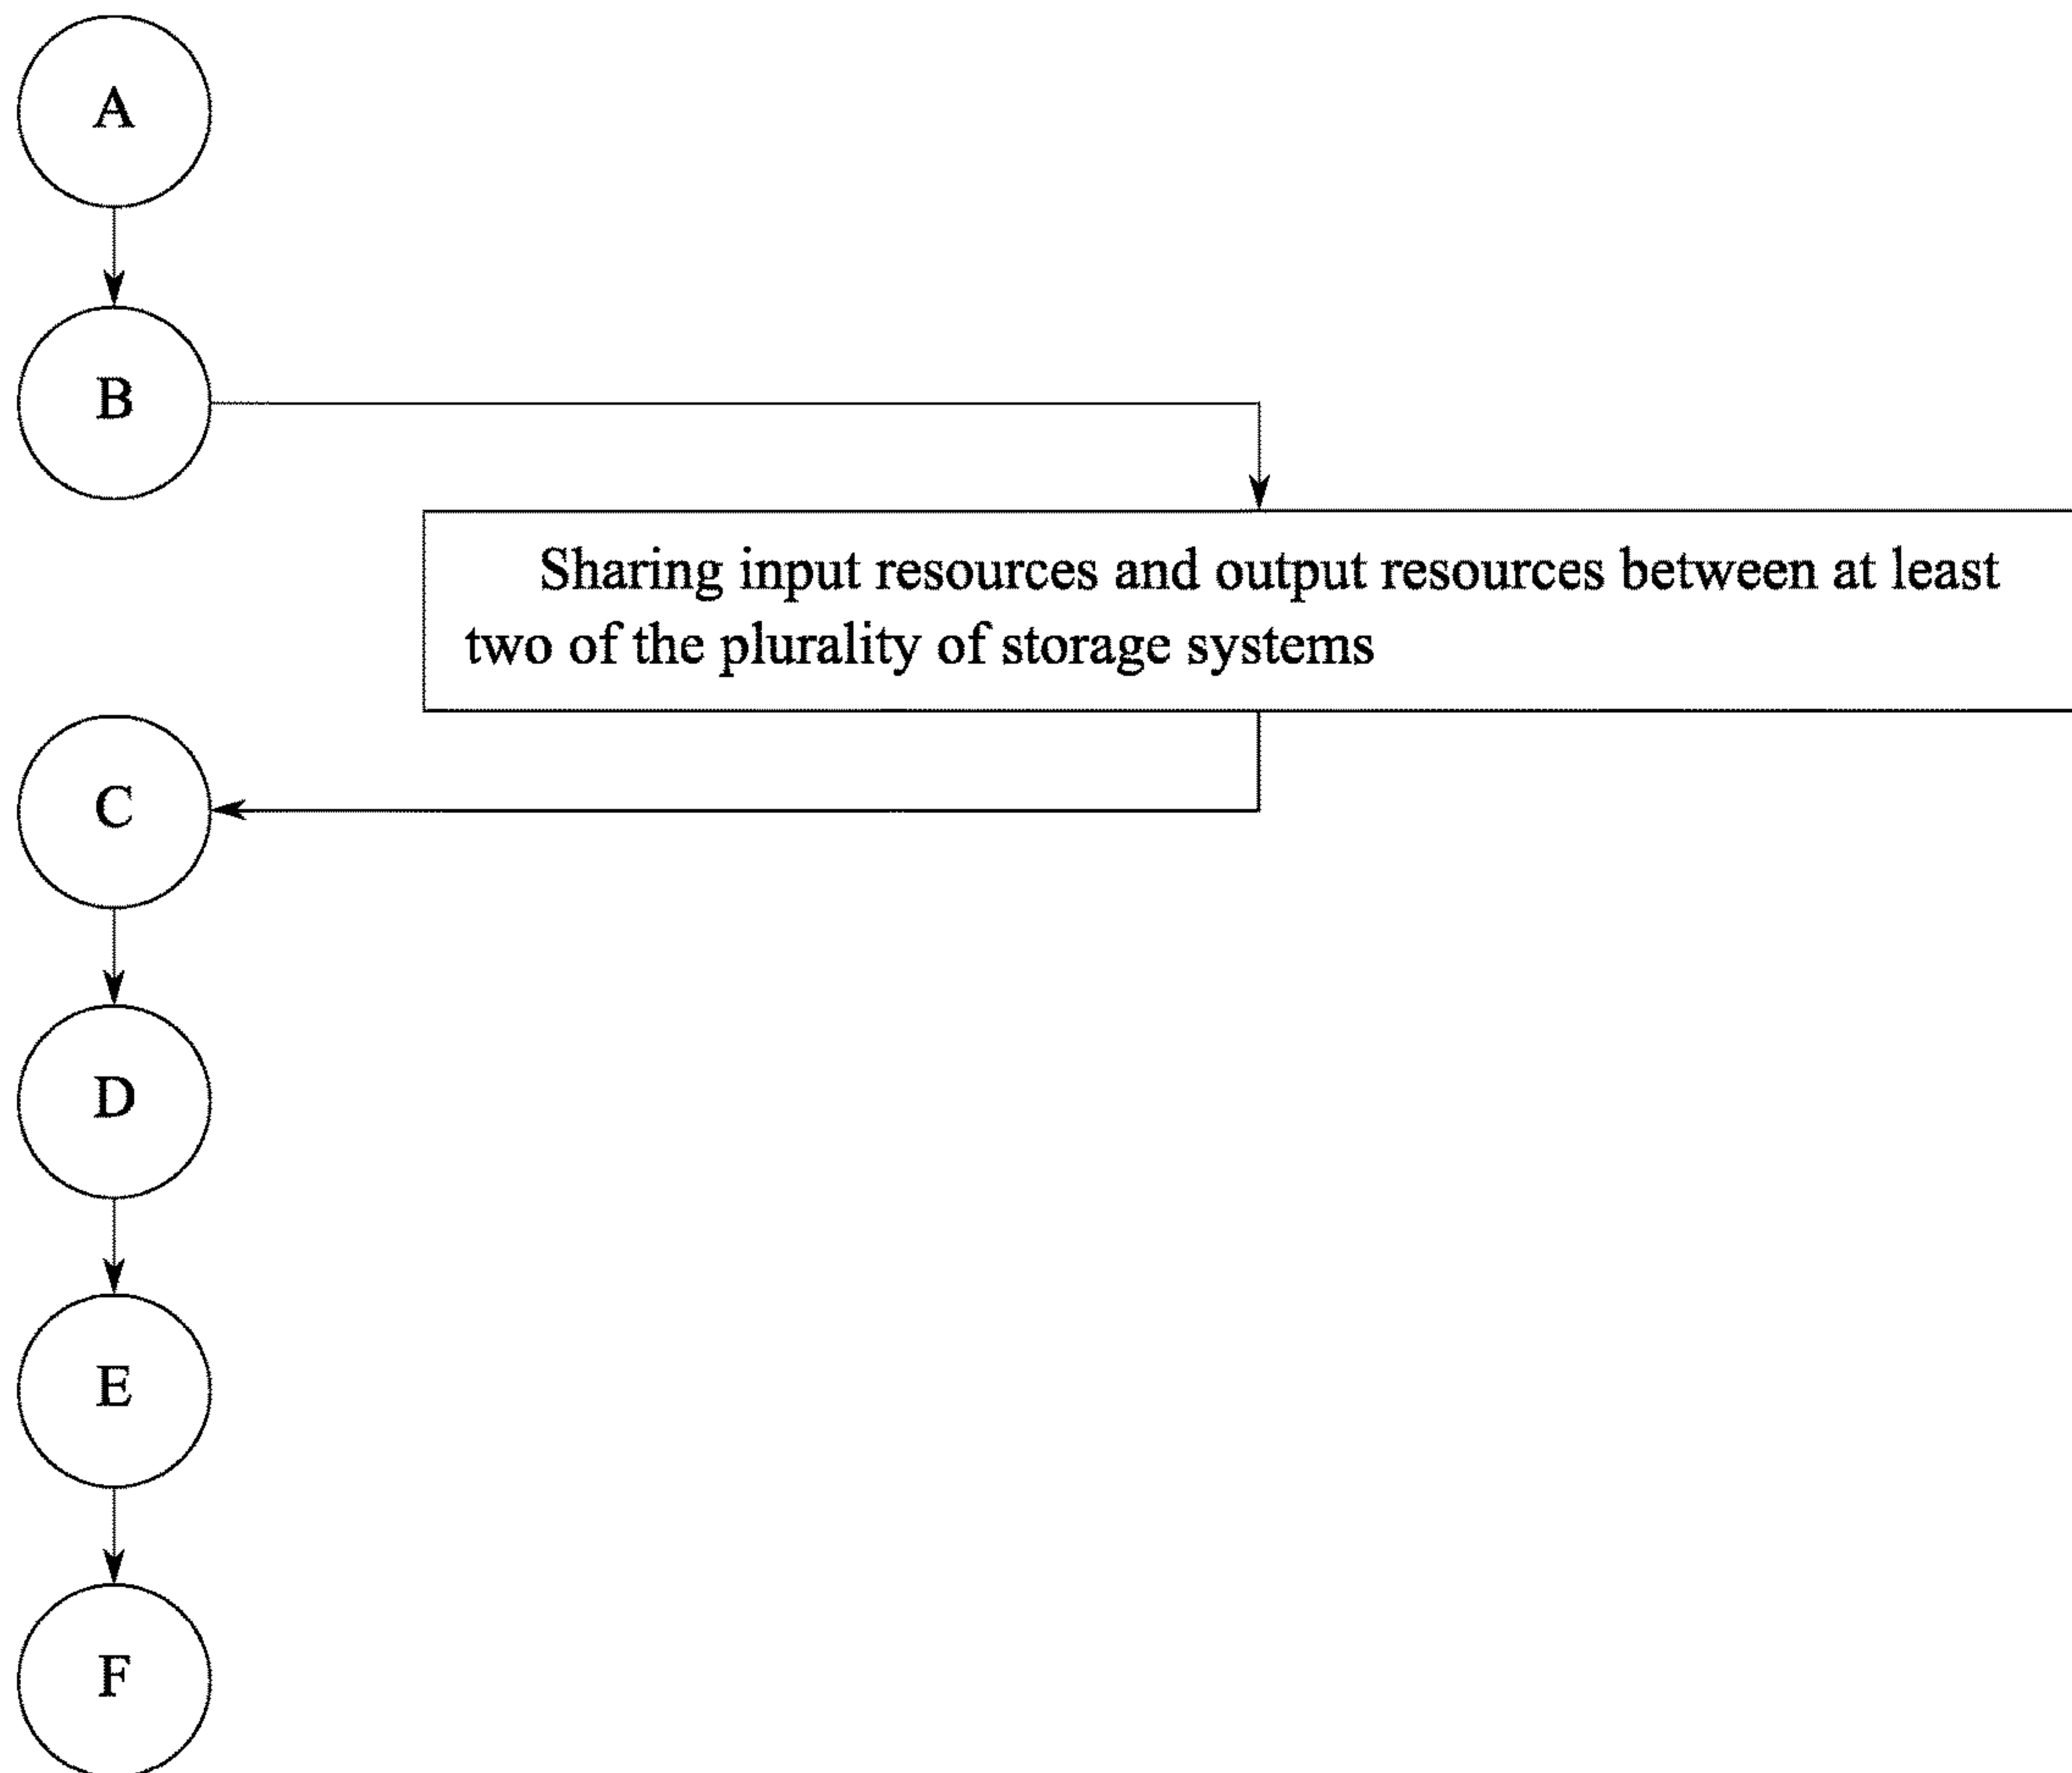 A
B
Sharing input resources and output resources between at least
two of the plurality of storage systems
C
D
E
F